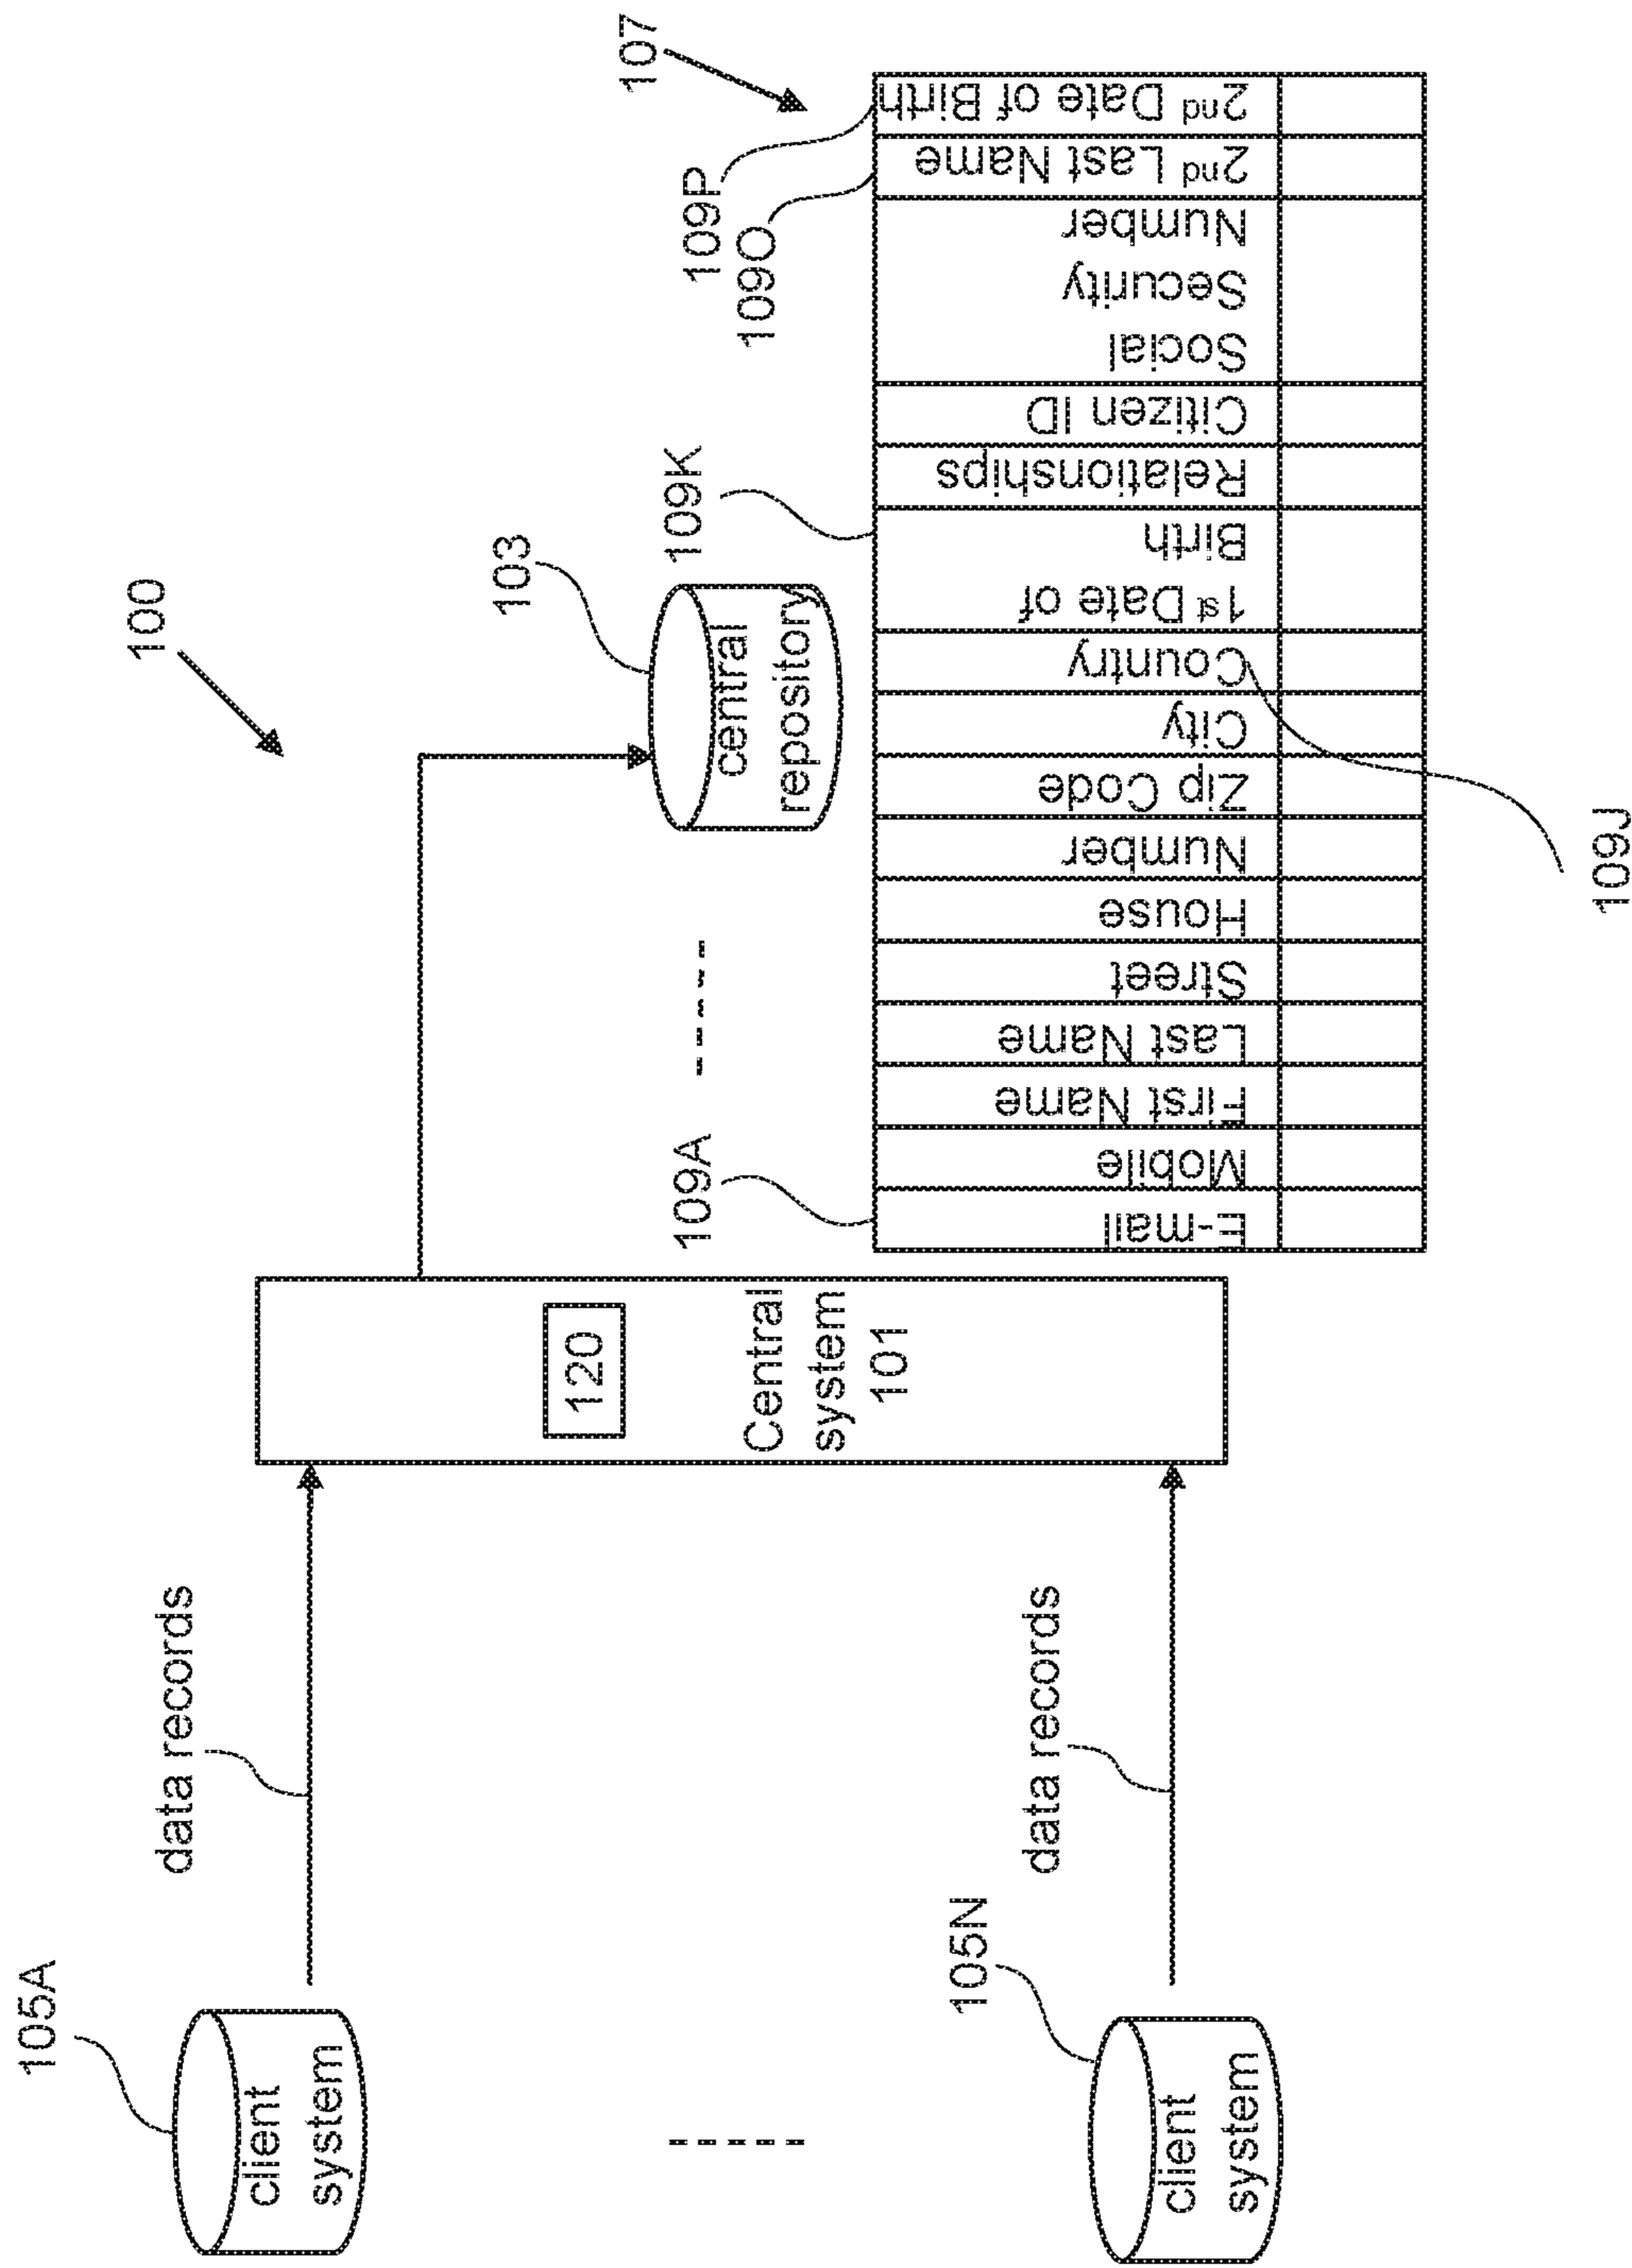 100
105A
client
system
data records
105N
client
system
data records
120
Central
system
101
103
central
repository
107
109A
109K
109O
109P
109J
E-mail
Mobile
First Name
Last Name
Street
House
Number
Zip Code
City
Country
1st Date of
Birth
Relationships
Citizen ID
Social
Security
Number
2nd Last Name
2nd Date of Birth